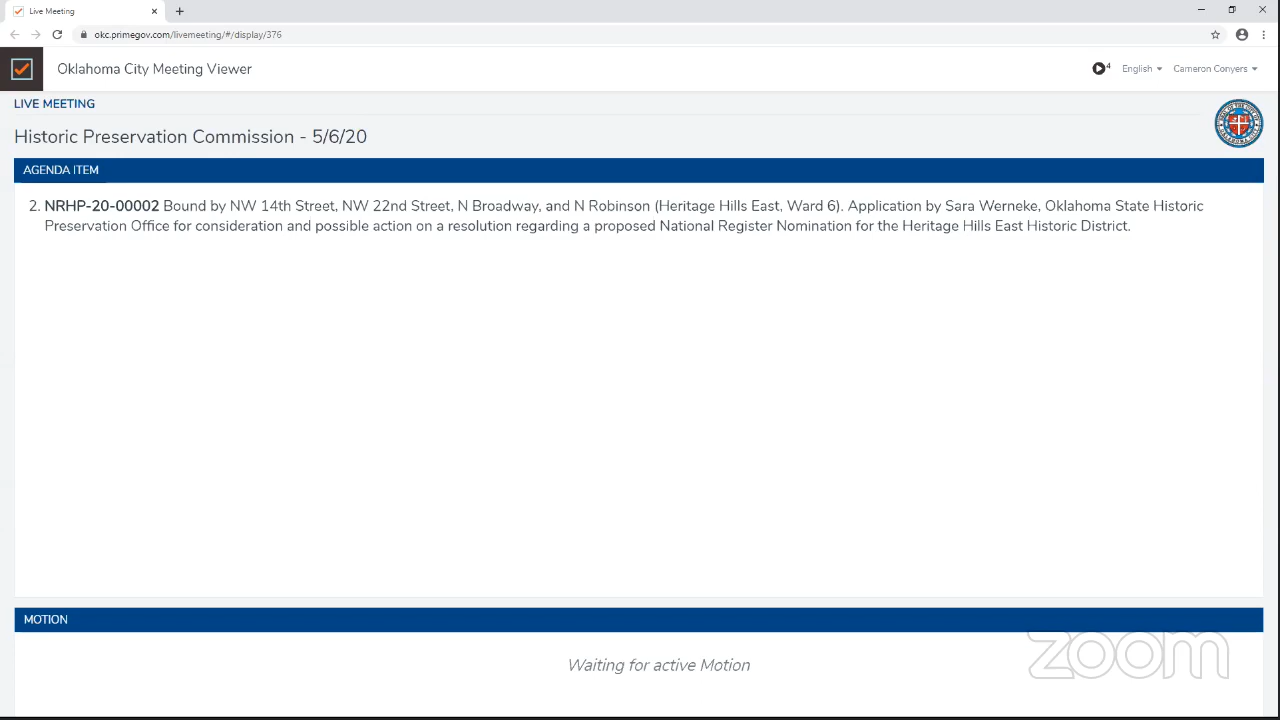 Live Meeting
okc.primegov.com/livemeeting/#/display/376
Oklahoma City Meeting Viewer
4
English
Cameron Conyers
LIVE MEETING
Historic Preservation Commission - 5/6/20
AGENDA ITEM
2. NRHP-20-00002 Bound by NW 14th Street, NW 22nd Street, N Broadway, and N Robinson (Heritage Hills East, Ward 6). Application by Sara Werneke, Oklahoma State Historic
Preservation Office for consideration and possible action on a resolution regarding a proposed National Register Nomination for the Heritage Hills East Historic District.
MOTION
Waiting for active Motion
zoom